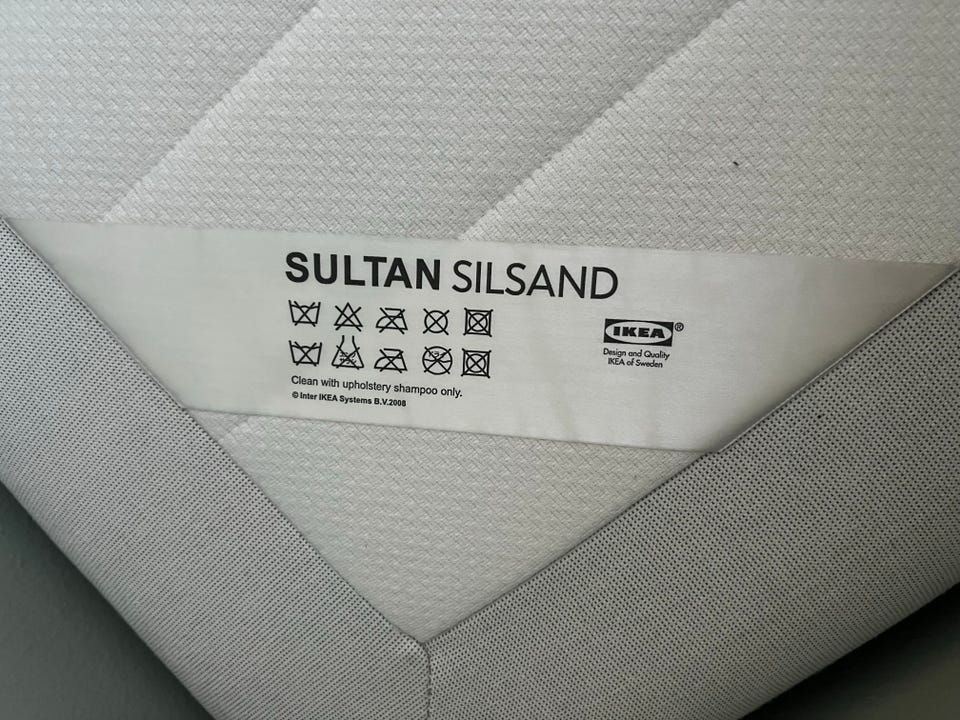 SULTAN SILSAND
IKEA®
Design and Quality
IKEA of Sweden
Clean with upholstery shampoo only.
© Inter IKEA Systems B.V.2008